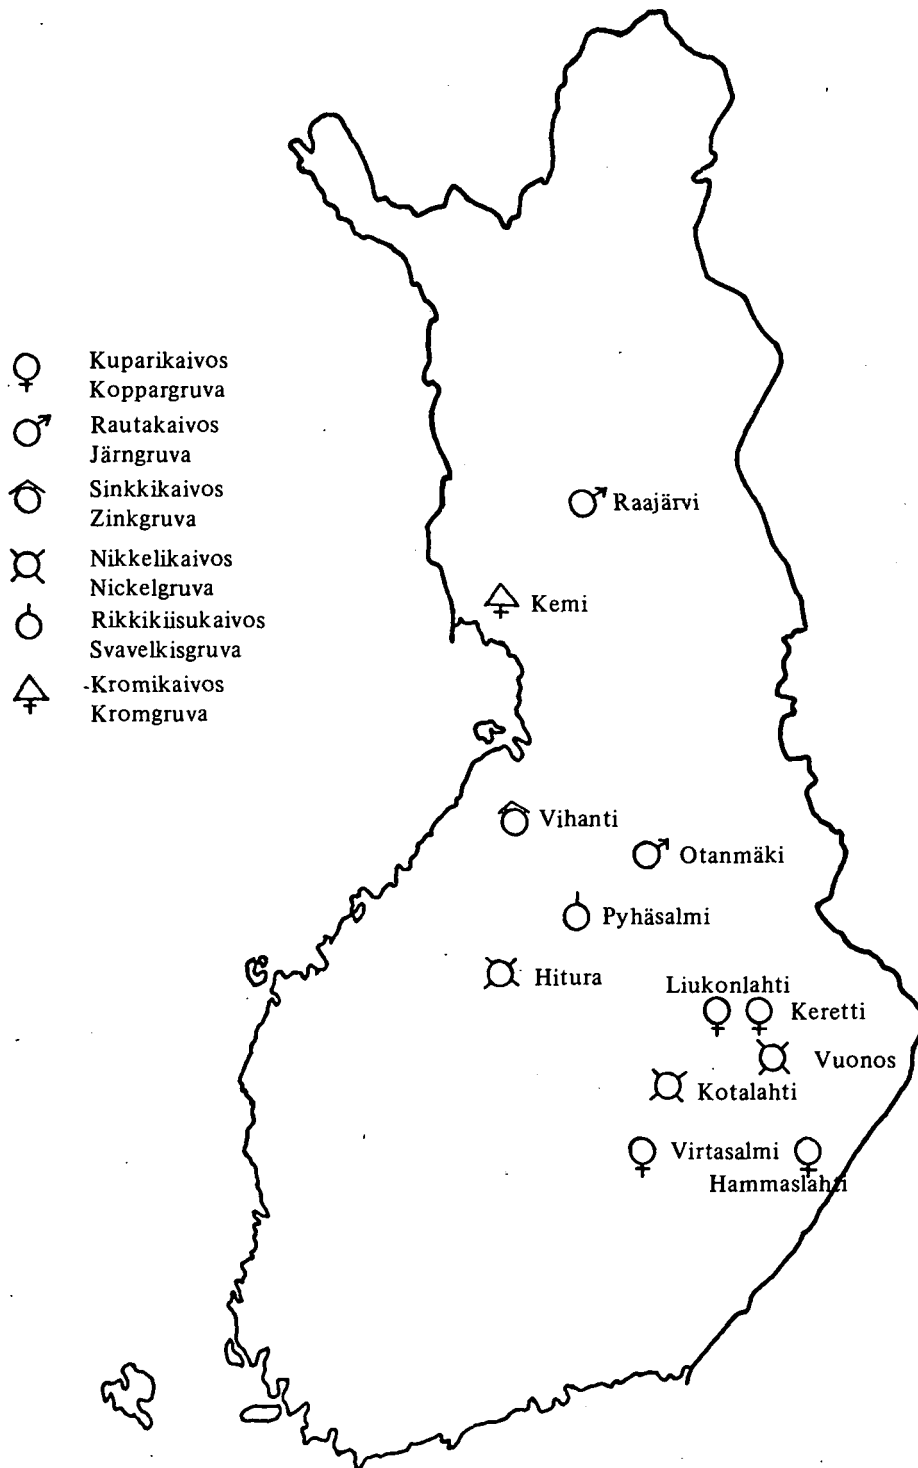 Kuparikaivos
Koppargruva
Rautakaivos
Järngruva
Sinkkikaivos
Zinkgruva
Nikkelikaivos
Nickelgruva
Rikkikiisukaivos
Svavelkisgruva
Kromikaivos
Kromgruva
Raajärvi
Kemi
Vihanti
Otanmäki
Pyhäsalmi
Hitura
Liukonlahti
Keretti
Vuonos
Kotalahti
Virtasalmi
Hammaslahti